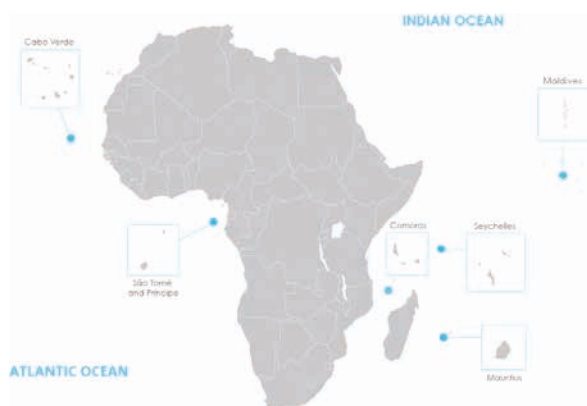 INDIAN OCEAN
Cabo Verde
Maldives
Comoros
Seychelles
São Tomé
and Príncipe
ATLANTIC OCEAN
Mauritius